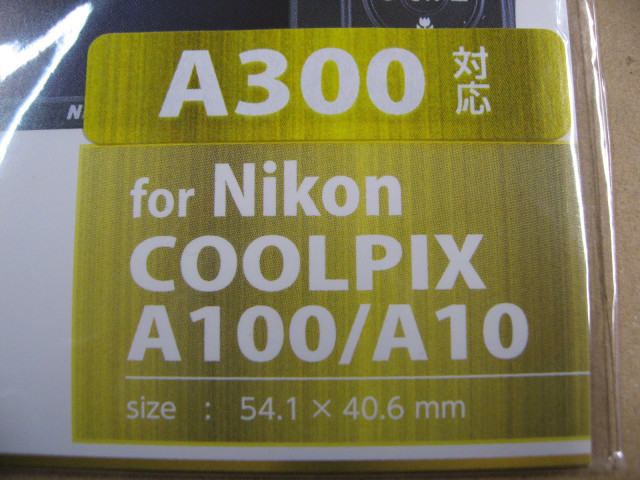 A300 対応
for Nikon
COOLPIX
A100/A10
size : 54.1 × 40.6 mm